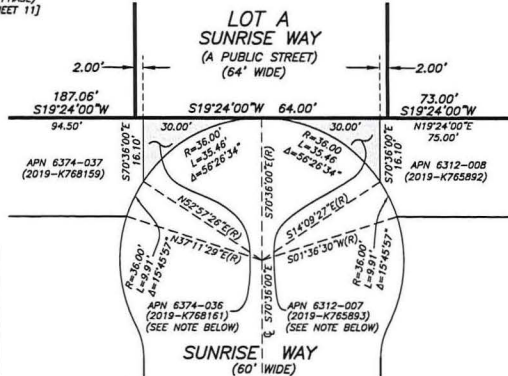 EET 11]
LOT A
SUNRISE WAY
(A PUBLIC STREET)
(64' WIDE)
2.00'
2.00'
187.06'
S19°24'00"W
S19°24'00"W 64.00'
73.00'
S19°24'00"W
94.50'
30.00'
30.00'
N19°24'00"E
75.00'
S70°36'00"E
16.10'
R=36.00'
L=35.46'
Δ=56°26'34"
S70°36'00"E(R)
R=36.00
L=35.46
Δ=56°26'34"
S70°36'00"E
16.10'
APN 6374-037
(2019-K768159)
APN 6312-008
(2019-K765892)
N52°57'26"E(R)
S14°09'27"E(R)
N37°11'29"E(R)
S01°36'30"W(R)
R=36.00'
L=9.91'
Δ=15°45'57"
S70°36'00"E
R=36.00'
L=9.91'
Δ=15°45'57"
APN 6374-036
(2019-K768161)
(SEE NOTE BELOW)
APN 6312-007
(2019-K765893)
(SEE NOTE BELOW)
SUNRISE WAY
(60' WIDE)